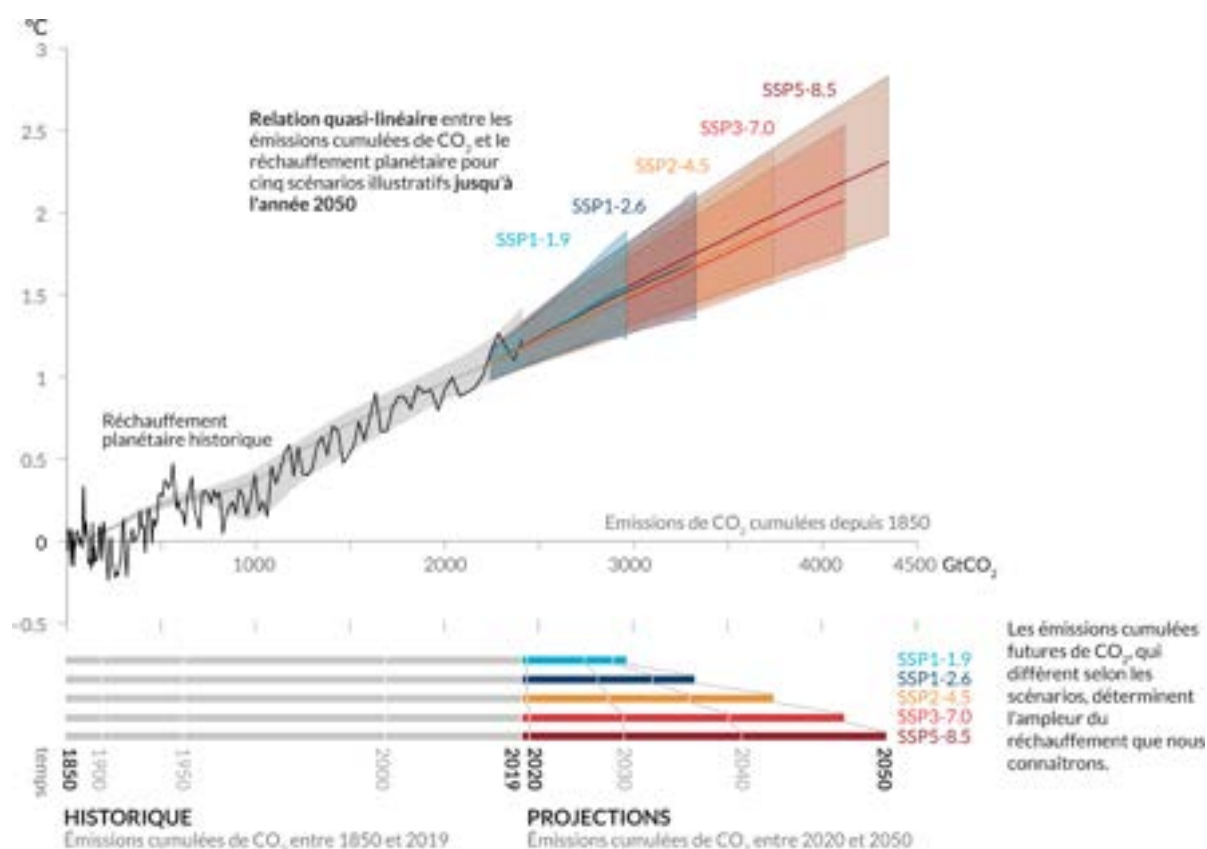 °C
3
2.5
2
1.5
1
0.5
0
-0.5
Relation quasi-linéaire entre les
émissions cumulées de CO₂ et le
réchauffement planétaire pour
cinq scénarios illustratifs jusqu'à
l'année 2050
SSP5-8.5
SSP3-7.0
SSP2-4.5
SSP1-2.6
SSP1-1.9
Réchauffement
planétaire historique
Emissions de CO₂ cumulées depuis 1850
1000 2000 3000 4000 4500 GtCO₂
SSP1-1.9
SSP1-2.6
SSP2-4.5
SSP3-7.0
SSP5-8.5
Les émissions cumulées
futures de CO₂, qui
diffèrent selon les
scénarios, déterminent
l'ampleur du
réchauffement que nous
connaîtrons.
temps
1850 1900 1950 2000 2019 2020 2030 2040 2050
HISTORIQUE
Émissions cumulées de CO₂ entre 1850 et 2019
PROJECTIONS
Émissions cumulées de CO₂ entre 2020 et 2050